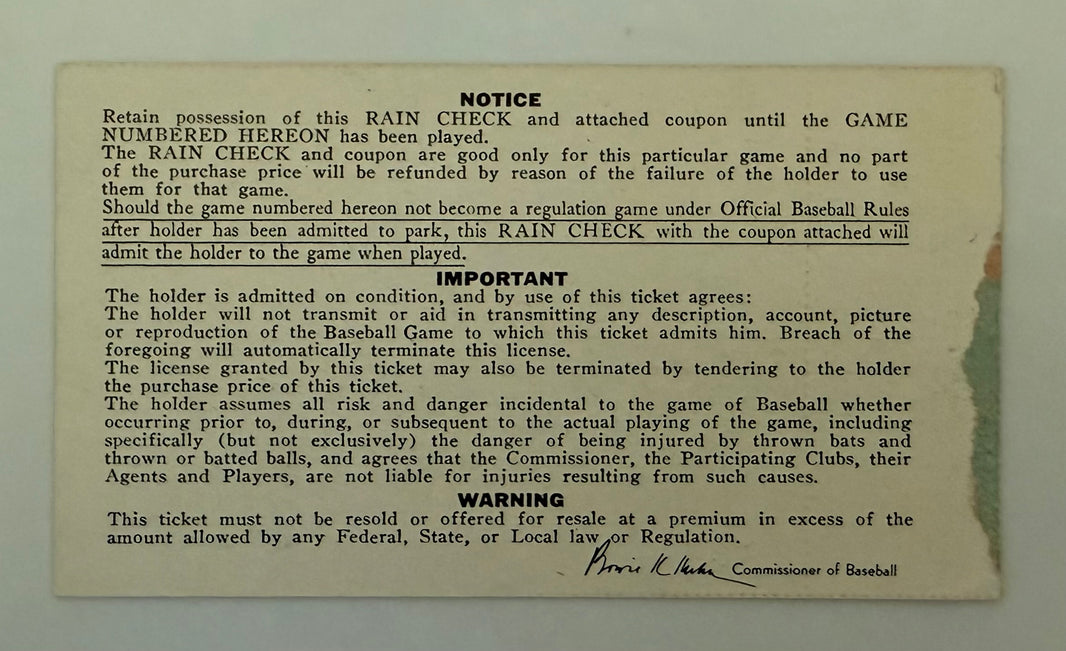 NOTICE
Retain possession of this RAIN CHECK and attached coupon until the GAME
NUMBERED HEREON has been played.
The RAIN CHECK and coupon are good only for this particular game and no part
of the purchase price will be refunded by reason of the failure of the holder to use
them for that game.
Should the game numbered hereon not become a regulation game under Official Baseball Rules
after holder has been admitted to park, this RAIN CHECK with the coupon attached will
admit the holder to the game when played.
IMPORTANT
The holder is admitted on condition, and by use of this ticket agrees:
The holder will not transmit or aid in transmitting any description, account, picture
or reproduction of the Baseball Game to which this ticket admits him. Breach of the
foregoing will automatically terminate this license.
The license granted by this ticket may also be terminated by tendering to the holder
the purchase price of this ticket.
The holder assumes all risk and danger incidental to the game of Baseball whether
occurring prior to, during, or subsequent to the actual playing of the game, including
specifically (but not exclusively) the danger of being injured by thrown bats and
thrown or batted balls, and agrees that the Commissioner, the Participating Clubs, their
Agents and Players, are not liable for injuries resulting from such causes.
WARNING
This ticket must not be resold or offered for resale at a premium in excess of the
amount allowed by any Federal, State, or Local law or Regulation.
Bowie K Kuhn Commissioner of Baseball